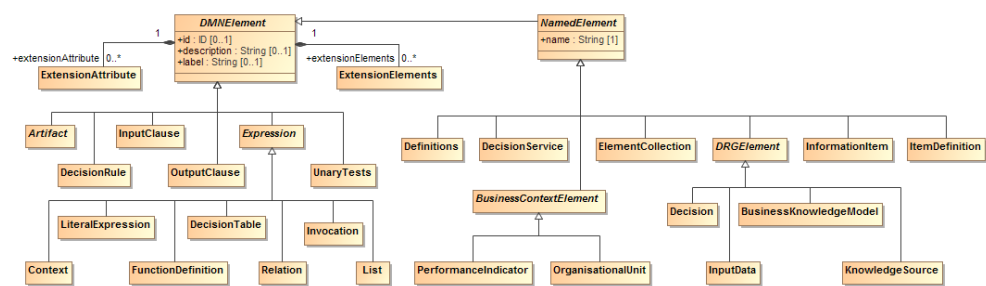 DMNElement
+id : ID [0..1]
+description : String [0..1]
+label : String [0..1]
NamedElement
+name : String [1]
1
1
+extensionAttribute 0..*
+extensionElements 0..*
ExtensionAttribute
ExtensionElements
Artifact
InputClause
Expression
DecisionRule
OutputClause
UnaryTests
Definitions
DecisionService
ElementCollection
DRGElement
InformationItem
ItemDefinition
LiteralExpression
DecisionTable
Invocation
BusinessContextElement
Decision
BusinessKnowledgeModel
Context
FunctionDefinition
Relation
List
PerformanceIndicator
OrganisationalUnit
InputData
KnowledgeSource